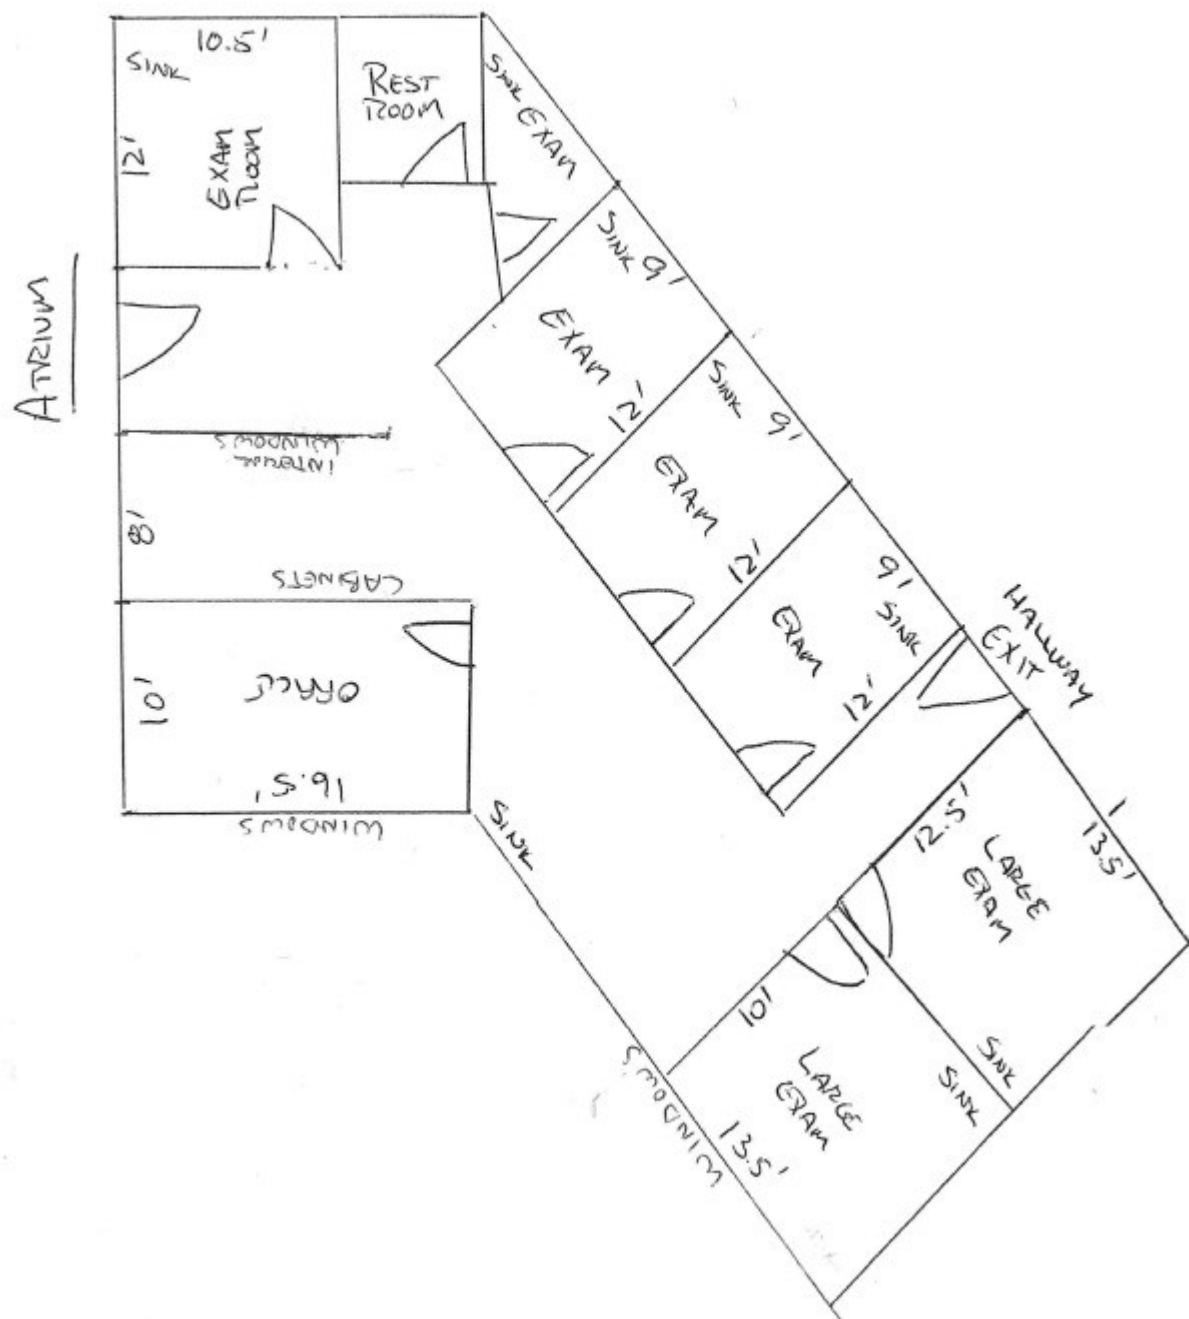 10.5'
SINK
12'
EXAM
ROOM
REST
ROOM
SINK
EXAM
ATRIUM
SINK 9'
EXAM
12'
INTERNAL
WINDOWS
8'
CABINETS
SINK 9'
EXAM
12'
10'
OFFICE
16.5'
WINDOWS
SINK
9'
SINK
EXAM
12'
HALLWAY
EXIT
12.5'
13.5'
LARGE
EXAM
SINK
10'
LARGE
EXAM
SINK
13.5'
WINDOWS